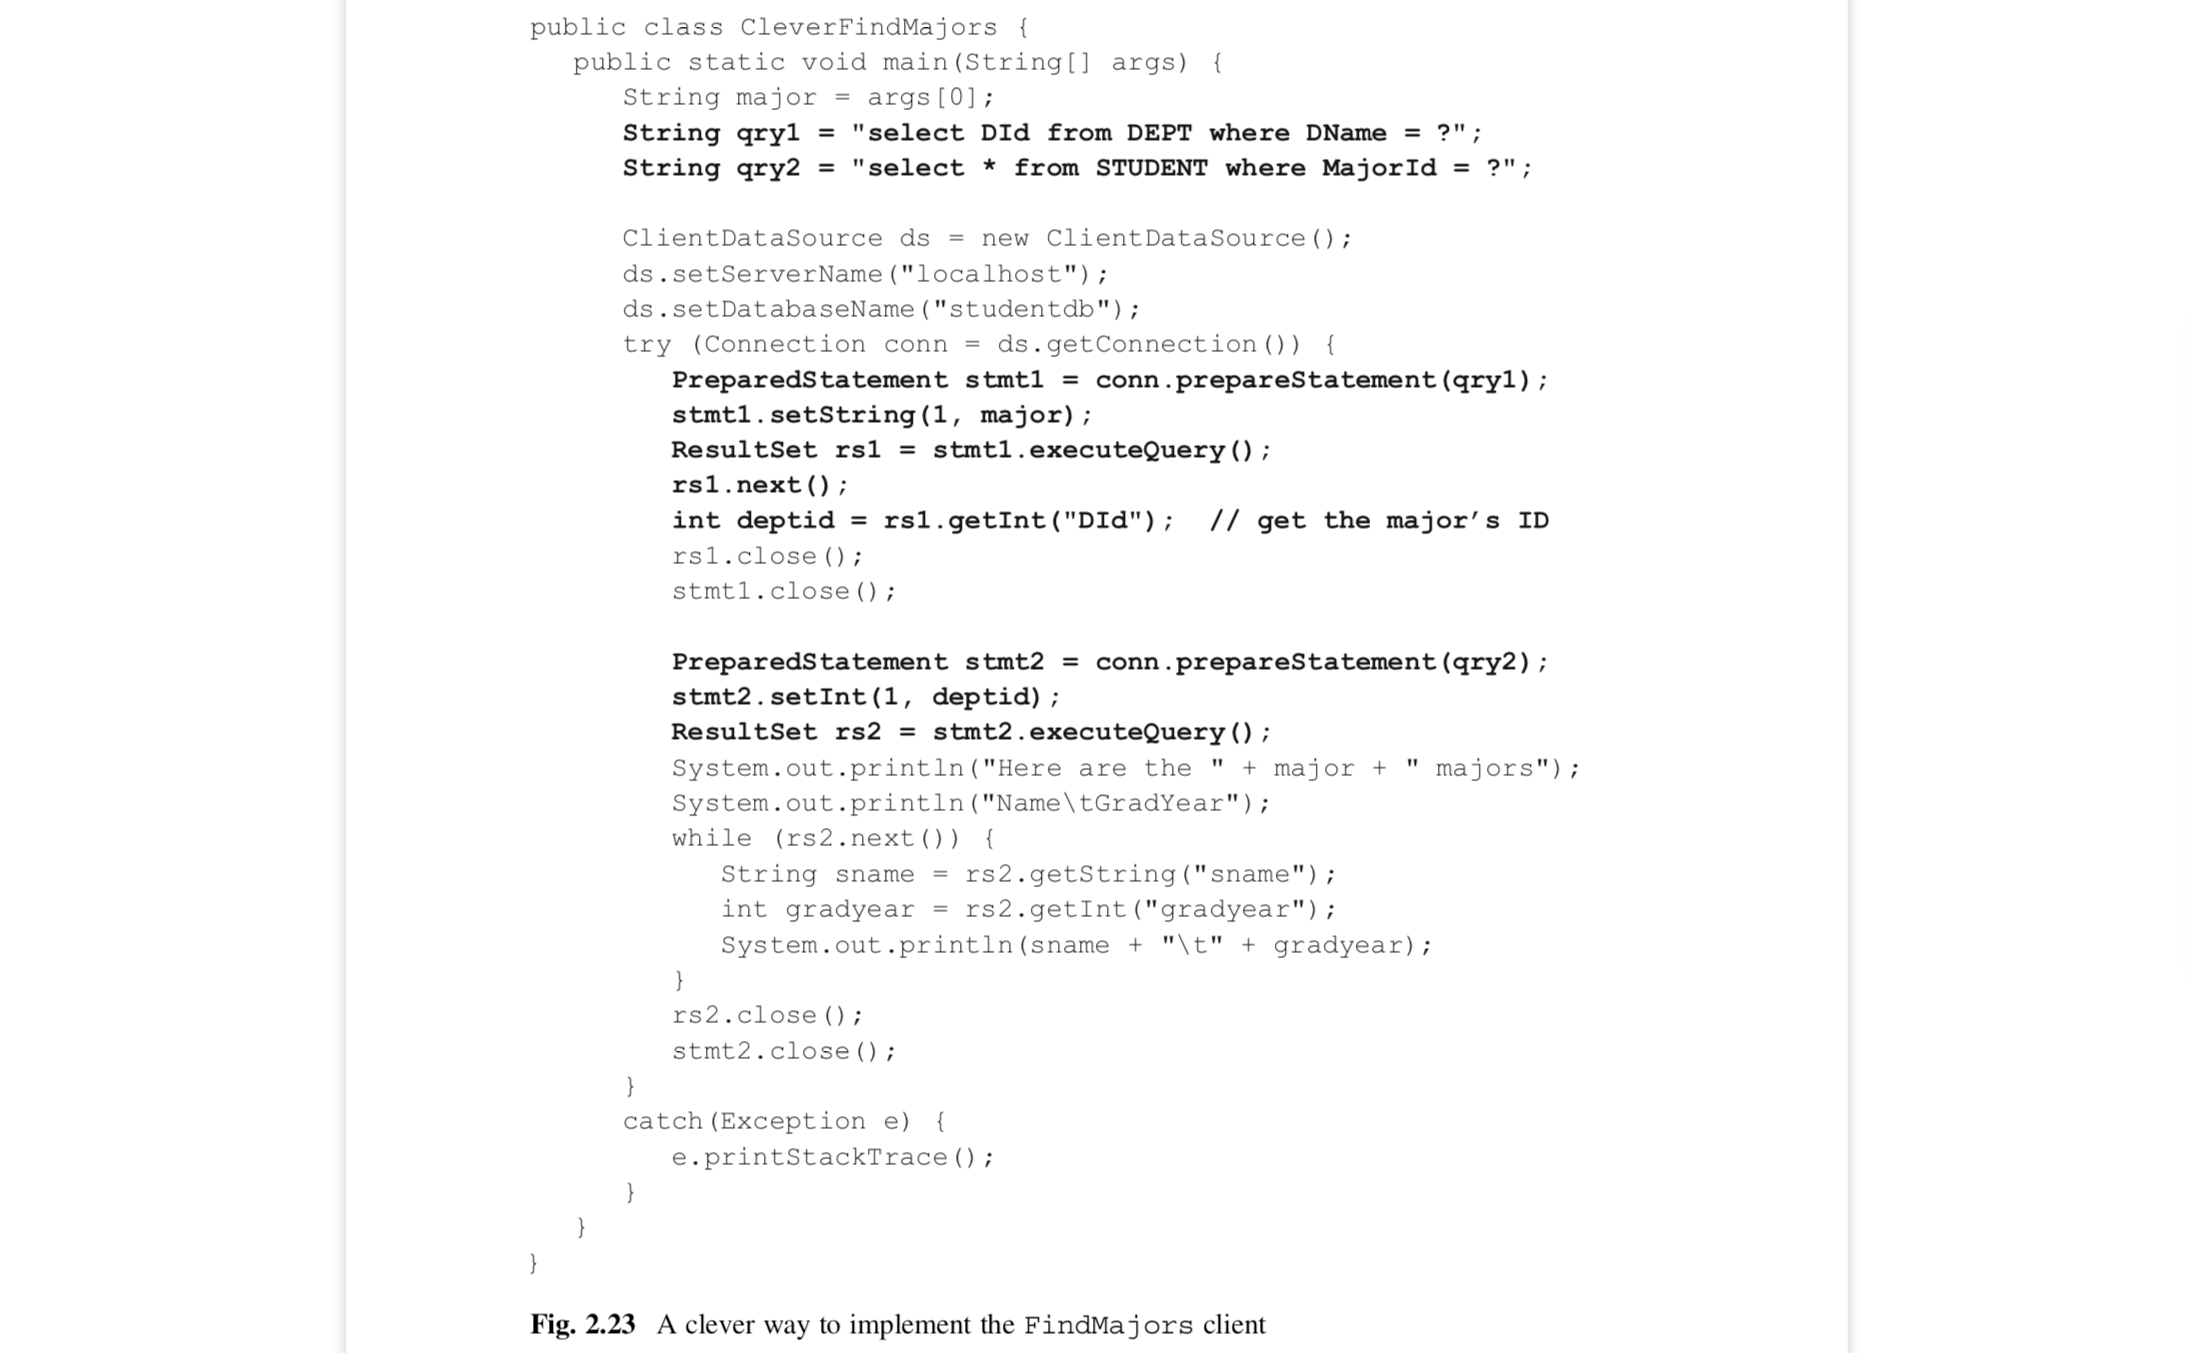 public class CleverFindMajors {
   public static void main(String[] args) {
      String major = args[0];
      String qry1 = "select DId from DEPT where DName = ?";
      String qry2 = "select * from STUDENT where MajorId = ?";

      ClientDataSource ds = new ClientDataSource();
      ds.setServerName("localhost");
      ds.setDatabaseName("studentdb");
      try (Connection conn = ds.getConnection()) {
         PreparedStatement stmt1 = conn.prepareStatement(qry1);
         stmt1.setString(1, major);
         ResultSet rs1 = stmt1.executeQuery();
         rs1.next();
         int deptid = rs1.getInt("DId");  // get the major's ID
         rs1.close();
         stmt1.close();

         PreparedStatement stmt2 = conn.prepareStatement(qry2);
         stmt2.setInt(1, deptid);
         ResultSet rs2 = stmt2.executeQuery();
         System.out.println("Here are the " + major + " majors");
         System.out.println("Name\tGradYear");
         while (rs2.next()) {
            String sname = rs2.getString("sname");
            int gradyear = rs2.getInt("gradyear");
            System.out.println(sname + "\t" + gradyear);
         }
         rs2.close();
         stmt2.close();
      }
      catch(Exception e) {
         e.printStackTrace();
      }
   }
}
Fig. 2.23 A clever way to implement the FindMajors client